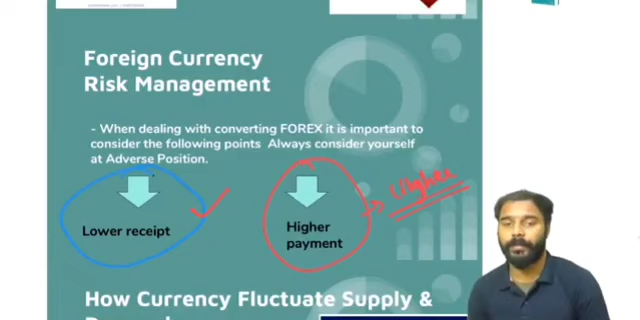 Foreign Currency
Risk Management
- When dealing with converting FOREX it is important to
consider the following points Always consider yourself
at Adverse Position.
Lower receipt
Higher
payment
Higher
How Currency Fluctuate Supply &